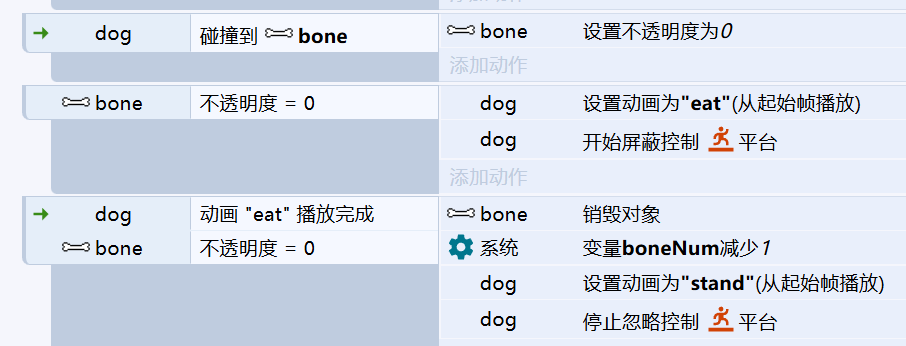 dog 碰撞到 bone bone 设置不透明度为0
添加动作
bone 不透明度 = 0 dog 设置动画为"eat"(从起始帧播放)
dog 开始屏蔽控制 平台
添加动作
dog 动画 "eat" 播放完成 bone 销毁对象
bone 不透明度 = 0 系统 变量boneNum减少1
dog 设置动画为"stand"(从起始帧播放)
dog 停止忽略控制 平台